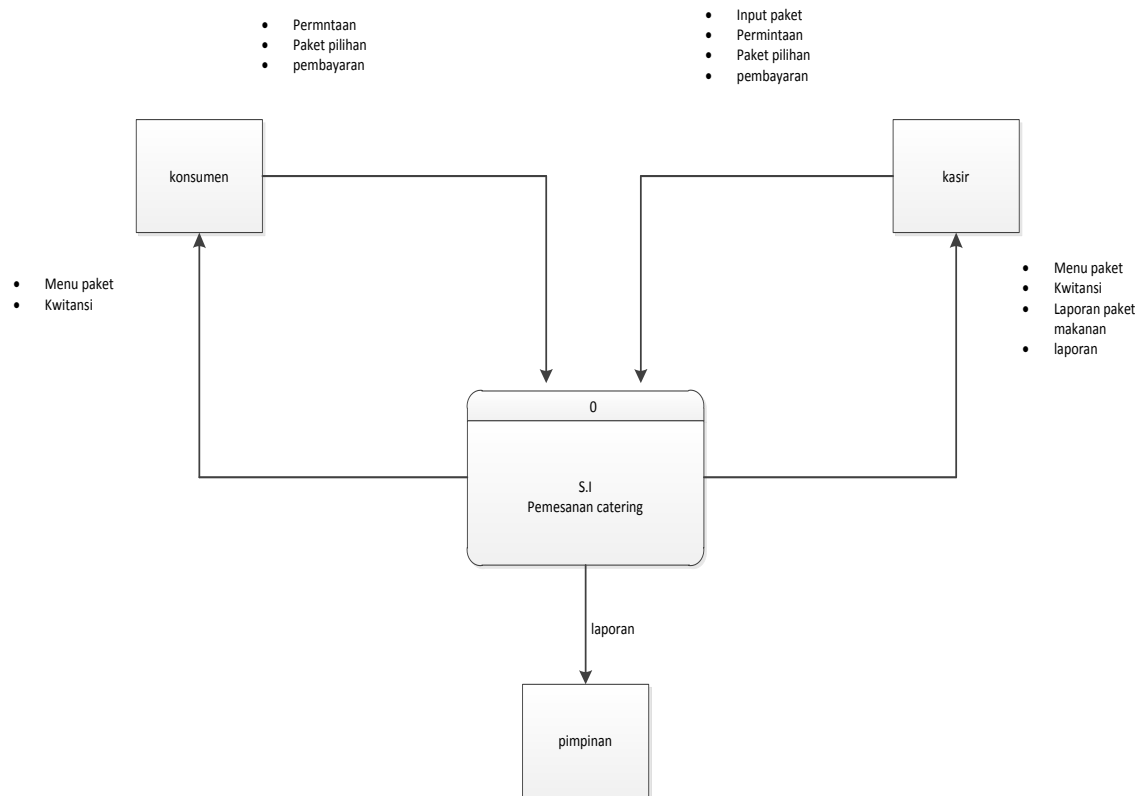 • Permntaan
• Paket pilihan
• pembayaran
• Input paket
• Permintaan
• Paket pilihan
• pembayaran
konsumen
kasir
• Menu paket
• Kwitansi
• Menu paket
• Kwitansi
• Laporan paket
makanan
• laporan
0
S.I
Pemesanan catering
laporan
pimpinan